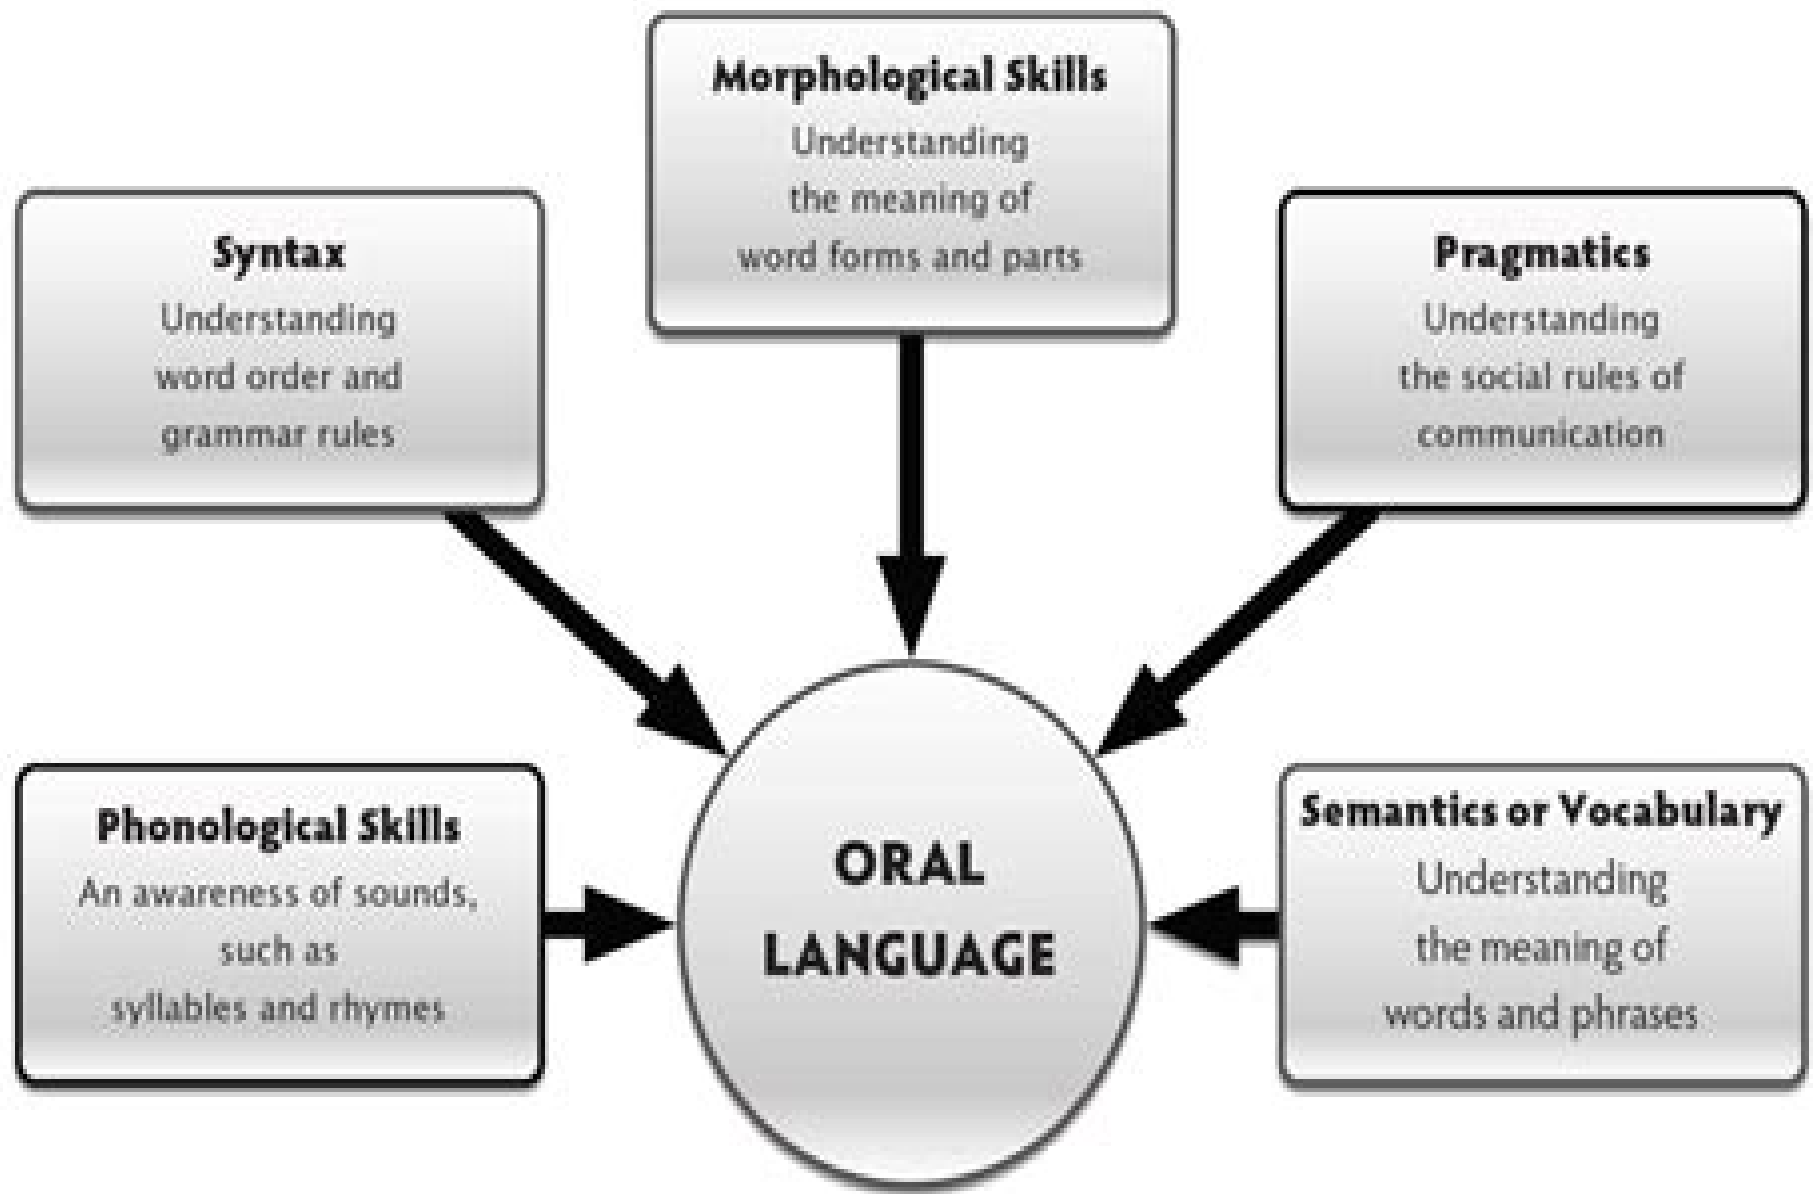 Morphological Skills
Understanding
the meaning of
word forms and parts
Syntax
Understanding
word order and
grammar rules
Pragmatics
Understanding
the social rules of
communication
Phonological Skills
An awareness of sounds,
such as
syllables and rhymes
ORAL
LANGUAGE
Semantics or Vocabulary
Understanding
the meaning of
words and phrases